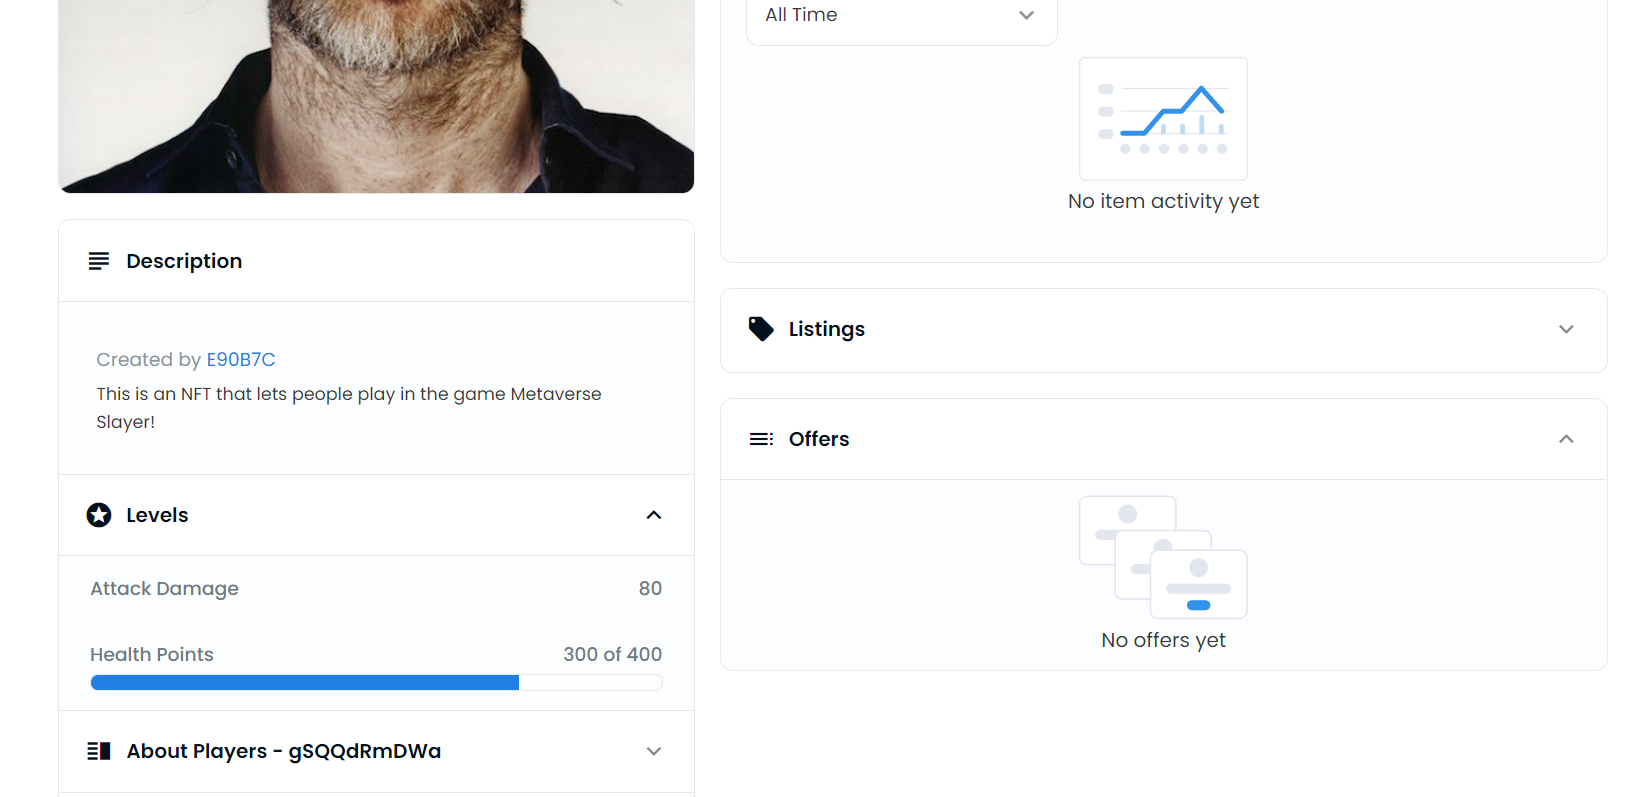 All Time
No item activity yet
Description
Created by E90B7C
This is an NFT that lets people play in the game Metaverse
Slayer!
Levels
Attack Damage 80
Health Points 300 of 400
About Players - gSQQdRmDWa
Listings
Offers
No offers yet